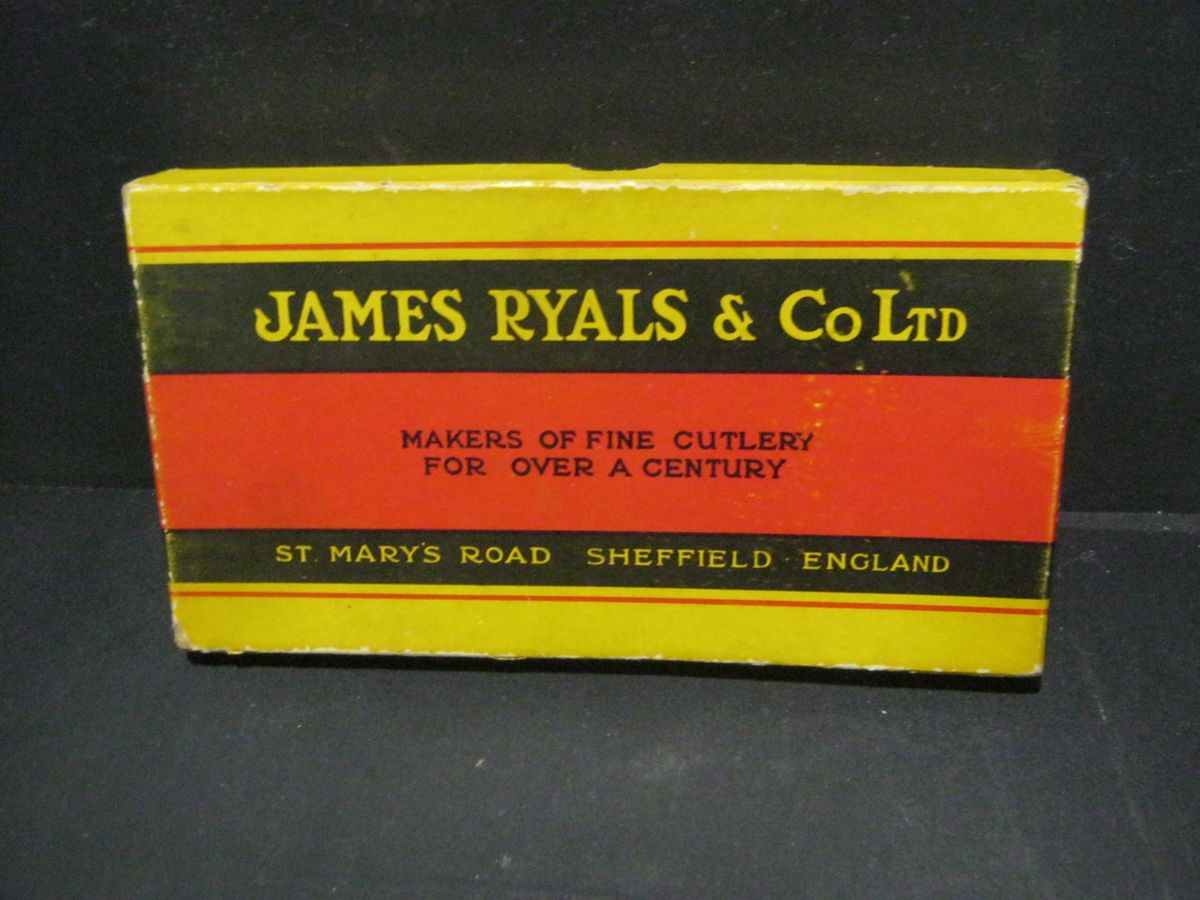 JAMES RYALS & CO LTD
MAKERS OF FINE CUTLERY
FOR OVER A CENTURY
ST. MARY'S ROAD SHEFFIELD · ENGLAND